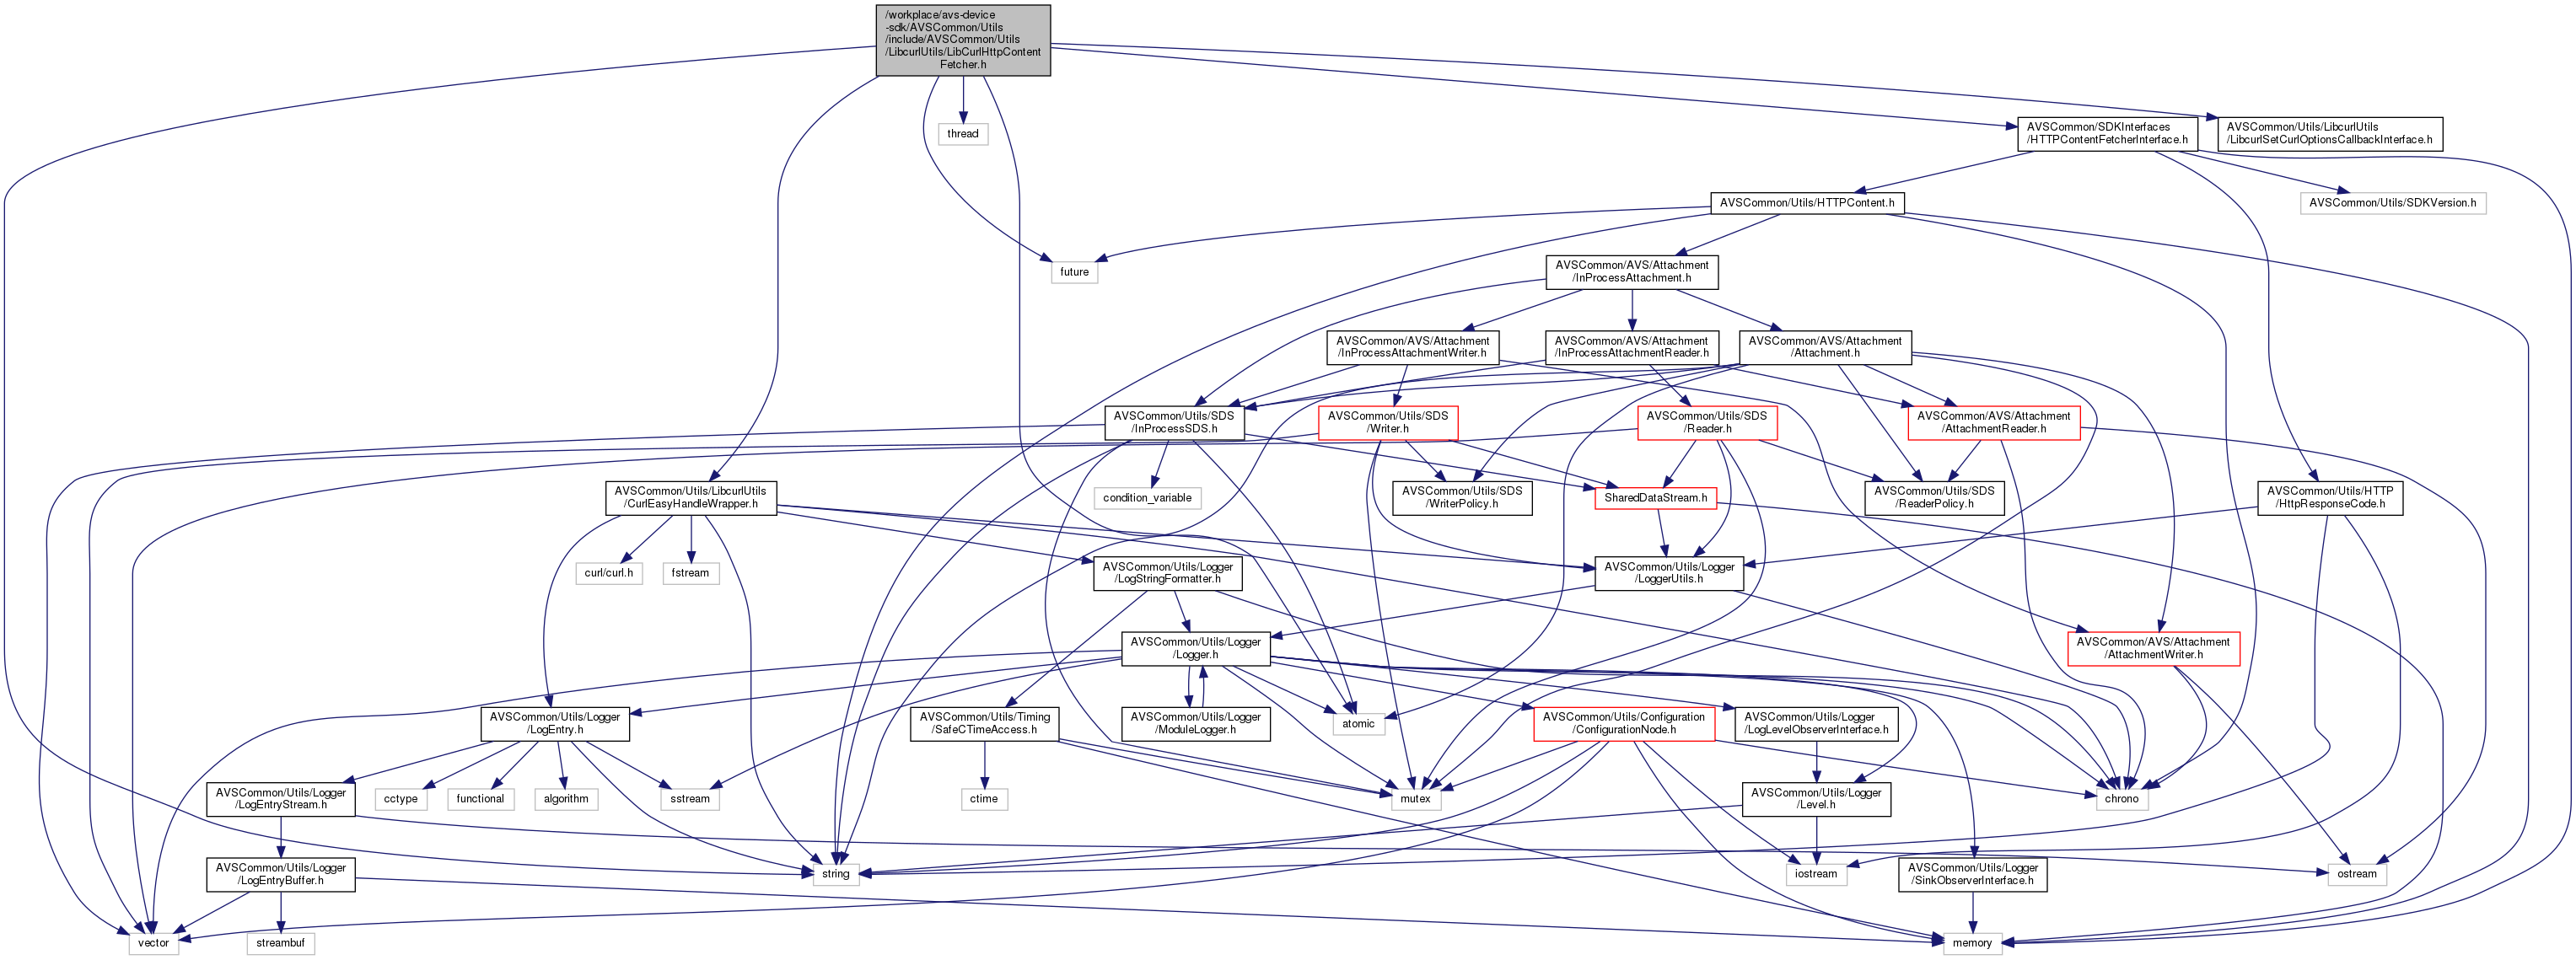 /workplace/avs-device
-sdk/AVSCommon/Utils
/include/AVSCommon/Utils
/LibcurlUtils/LibCurlHttpContent
Fetcher.h
thread
AVSCommon/SDKInterfaces
/HTTPContentFetcherInterface.h
AVSCommon/Utils/LibcurlUtils
/LibcurlSetCurlOptionsCallbackInterface.h
AVSCommon/Utils/HTTPContent.h
AVSCommon/Utils/SDKVersion.h
future
AVSCommon/AVS/Attachment
/InProcessAttachment.h
AVSCommon/AVS/Attachment
/InProcessAttachmentWriter.h
AVSCommon/AVS/Attachment
/InProcessAttachmentReader.h
AVSCommon/AVS/Attachment
/Attachment.h
AVSCommon/Utils/SDS
/InProcessSDS.h
AVSCommon/Utils/SDS
/Writer.h
AVSCommon/Utils/SDS
/Reader.h
AVSCommon/AVS/Attachment
/AttachmentReader.h
AVSCommon/Utils/LibcurlUtils
/CurlEasyHandleWrapper.h
condition_variable
AVSCommon/Utils/SDS
/WriterPolicy.h
SharedDataStream.h
AVSCommon/Utils/SDS
/ReaderPolicy.h
AVSCommon/Utils/HTTP
/HttpResponseCode.h
curl/curl.h
fstream
AVSCommon/Utils/Logger
/LogStringFormatter.h
AVSCommon/Utils/Logger
/LoggerUtils.h
AVSCommon/Utils/Logger
/Logger.h
AVSCommon/AVS/Attachment
/AttachmentWriter.h
AVSCommon/Utils/Logger
/LogEntry.h
AVSCommon/Utils/Timing
/SafeCTimeAccess.h
AVSCommon/Utils/Logger
/ModuleLogger.h
atomic
AVSCommon/Utils/Configuration
/ConfigurationNode.h
AVSCommon/Utils/Logger
/LogLevelObserverInterface.h
AVSCommon/Utils/Logger
/LogEntryStream.h
cctype
functional
algorithm
sstream
ctime
mutex
AVSCommon/Utils/Logger
/Level.h
chrono
AVSCommon/Utils/Logger
/LogEntryBuffer.h
string
iostream
AVSCommon/Utils/Logger
/SinkObserverInterface.h
ostream
vector
streambuf
memory